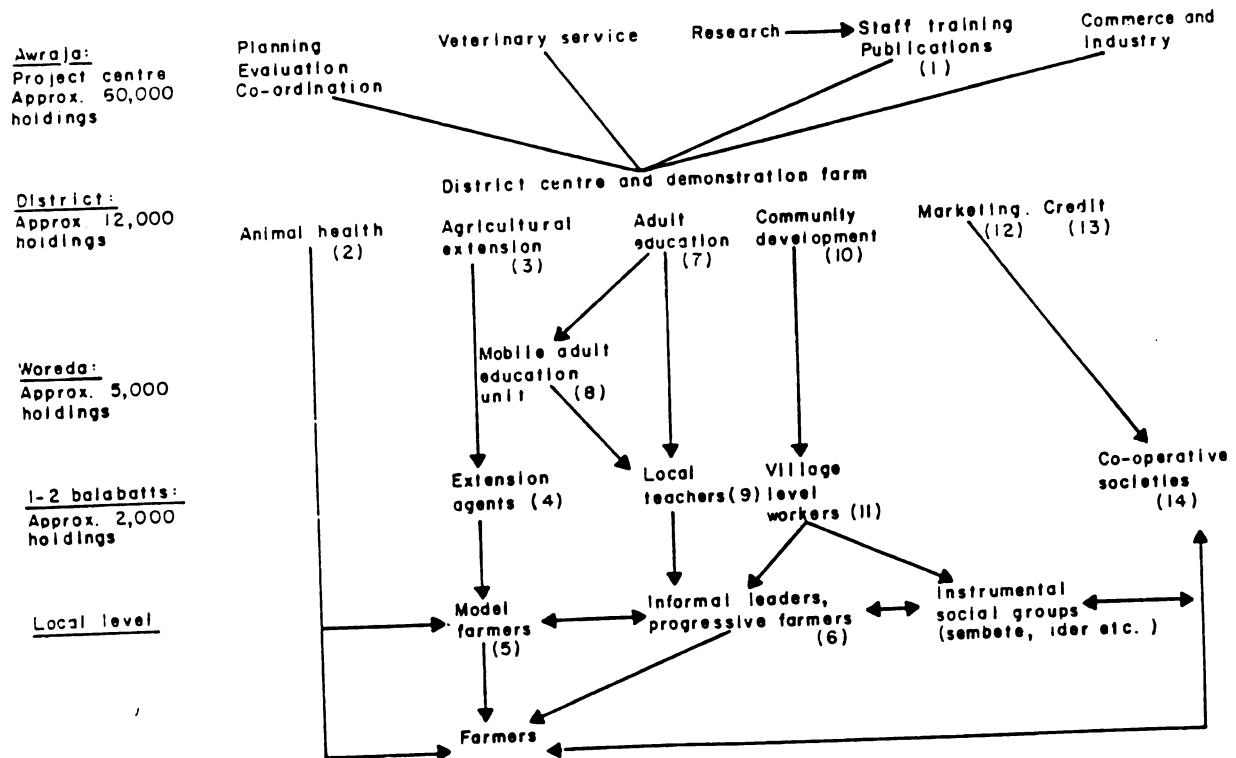 Awraja:
Project centre
Approx. 60,000
holdings
Planning
Evaluation
Co-ordination
Veterinary service
Research
Staff training
Publications
(1)
Commerce and
Industry
District centre and demonstration farm
District:
Approx. 12,000
holdings
Animal health
(2)
Agricultural
extension
(3)
Adult
education
(7)
Community
development
(10)
Marketing. Credit
(12) (13)
Woreda:
Approx. 5,000
holdings
Mobile adult
education
unit (8)
1-2 balabatts:
Approx. 2,000
holdings
Extension
agents (4)
Local
teachers (9)
Village
level
workers (11)
Co-operative
societies
(14)
Local level
Model
farmers
(5)
Informal leaders,
progressive farmers
(6)
Instrumental
social groups
(sembete, ider etc.)
Farmers